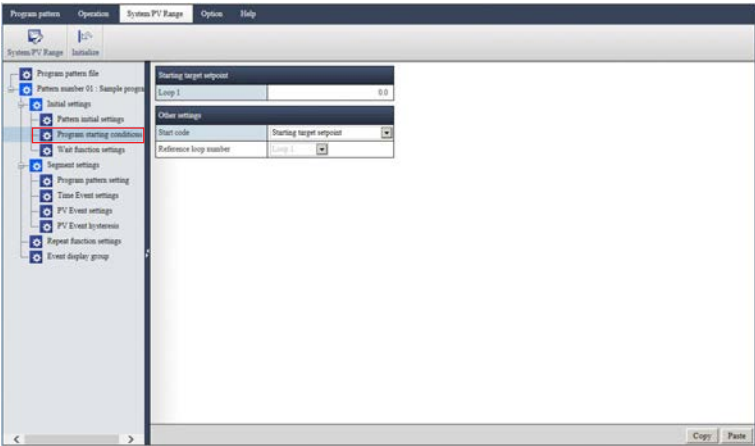 Program pattern Operation System/PV Range Option Help
System/PV Range Initialize
Program pattern file
Pattern number 01 : Sample progra
Initial settings
Pattern initial settings
Program starting conditions
Wait function settings
Segment settings
Program pattern setting
Time Event settings
PV Event settings
PV Event hysteresis
Repeat function settings
Event display group
Starting target setpoint
Loop 1 0.0
Other settings
Start code Starting target setpoint
Reference loop number Loop 1
Copy Paste